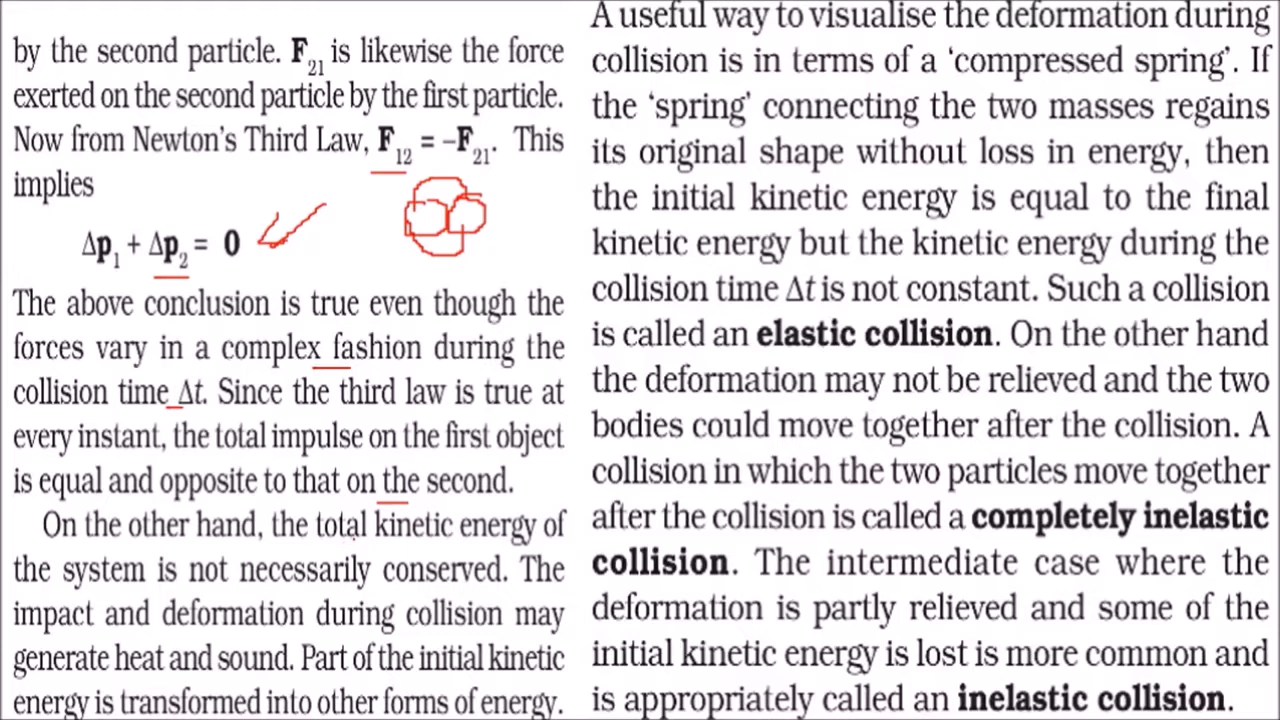 by the second particle. F21 is likewise the force
exerted on the second particle by the first particle.
Now from Newton's Third Law, F12 = −F21. This
implies
Δp1 + Δp2 = 0
The above conclusion is true even though the
forces vary in a complex fashion during the
collision time Δt. Since the third law is true at
every instant, the total impulse on the first object
is equal and opposite to that on the second.
On the other hand, the total kinetic energy of
the system is not necessarily conserved. The
impact and deformation during collision may
generate heat and sound. Part of the initial kinetic
energy is transformed into other forms of energy.
A useful way to visualise the deformation during
collision is in terms of a 'compressed spring'. If
the 'spring' connecting the two masses regains
its original shape without loss in energy, then
the initial kinetic energy is equal to the final
kinetic energy but the kinetic energy during the
collision time Δt is not constant. Such a collision
is called an elastic collision. On the other hand
the deformation may not be relieved and the two
bodies could move together after the collision. A
collision in which the two particles move together
after the collision is called a completely inelastic
collision. The intermediate case where the
deformation is partly relieved and some of the
initial kinetic energy is lost is more common and
is appropriately called an inelastic collision.